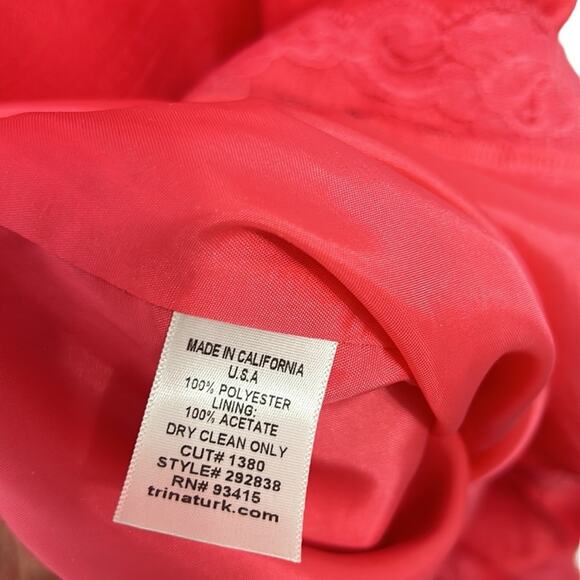 MADE IN CALIFORNIA
U.S.A
100% POLYESTER
LINING:
100% ACETATE
DRY CLEAN ONLY
CUT# 1380
STYLE# 292838
RN# 93415
trinaturk.com